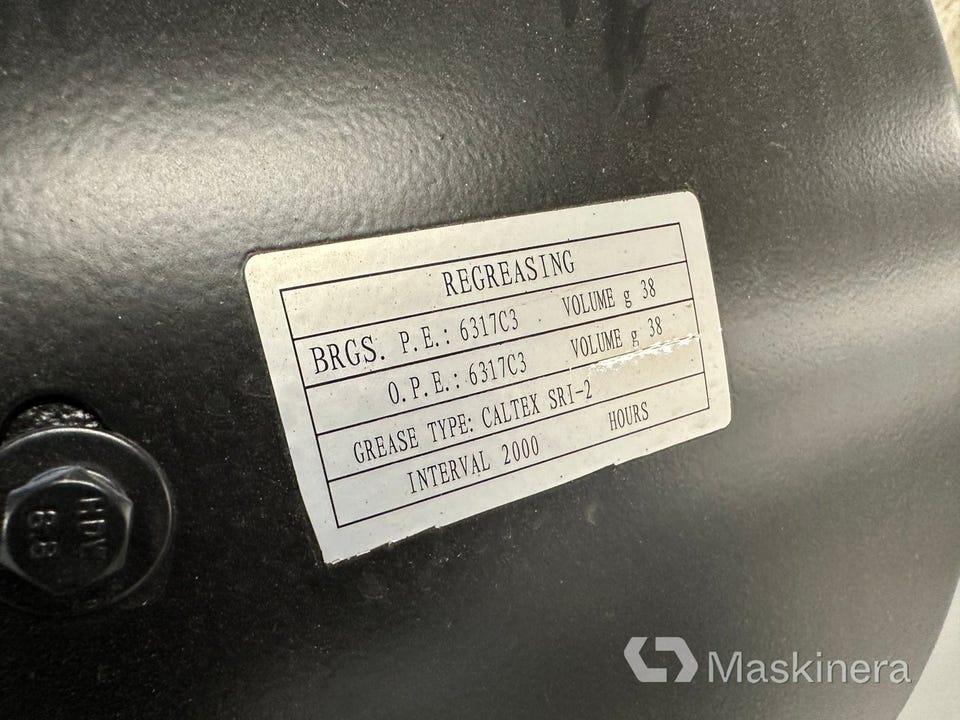 REGREASING
BRGS. P.E.: 6317C3 VOLUME g 38
O.P.E.: 6317C3 VOLUME g 38
GREASE TYPE: CALTEX SRI-2
INTERVAL 2000 HOURS
8.8
Maskinera